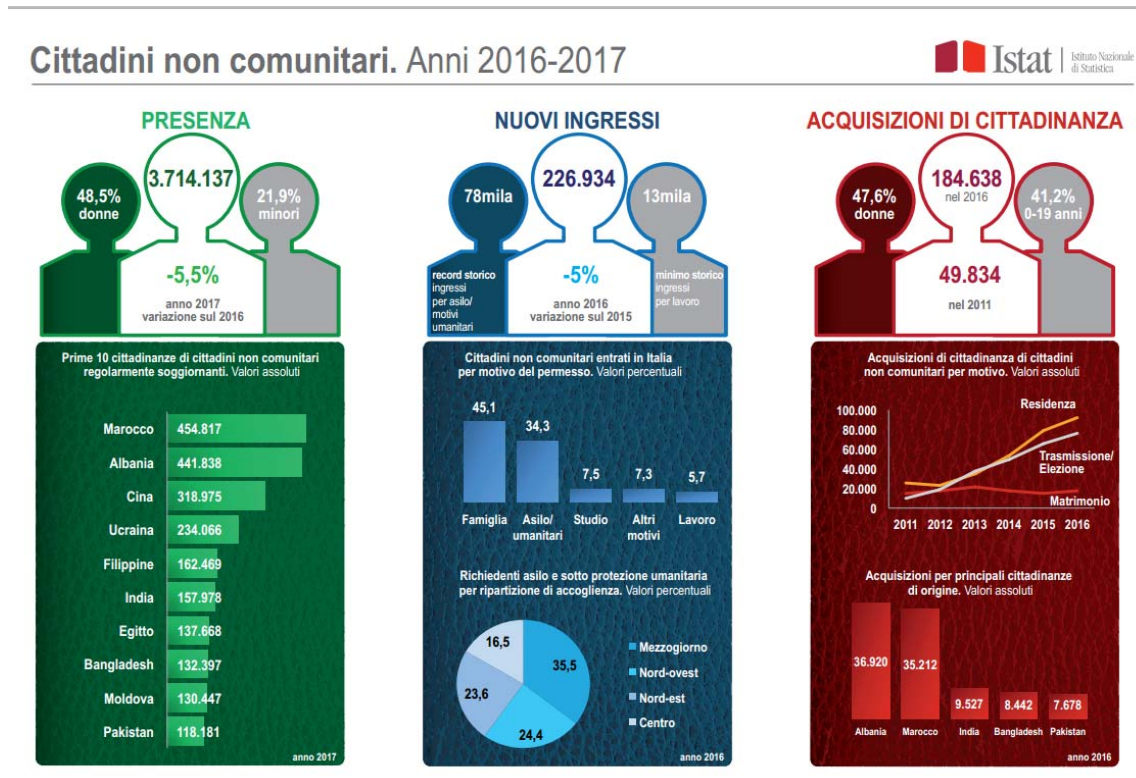 Cittadini non comunitari. Anni 2016-2017
Istat
Istituto Nazionale
di Statistica
PRESENZA
3.714.137
48,5%
donne
21,9%
minori
-5,5%
anno 2017
variazione sul 2016
Prime 10 cittadinanze di cittadini non comunitari
regolarmente soggiornanti. Valori assoluti
Marocco 454.817
Albania 441.838
Cina 318.975
Ucraina 234.066
Filippine 162.469
India 157.978
Egitto 137.668
Bangladesh 132.397
Moldova 130.447
Pakistan 118.181
anno 2017
NUOVI INGRESSI
226.934
78mila
13mila
record storico
ingressi
per asilo/
motivi
umanitari
-5%
anno 2016
variazione sul 2015
minimo storico
ingressi
per lavoro
Cittadini non comunitari entrati in Italia
per motivo del permesso. Valori percentuali
45,1
34,3
7,5
7,3
5,7
Famiglia
Asilo/
umanitari
Studio
Altri
motivi
Lavoro
Richiedenti asilo e sotto protezione umanitaria
per ripartizione di accoglienza. Valori percentuali
16,5
35,5
23,6
24,4
Mezzogiorno
Nord-ovest
Nord-est
Centro
anno 2016
ACQUISIZIONI DI CITTADINANZA
184.638
nel 2016
47,6%
donne
41,2%
0-19 anni
49.834
nel 2011
Acquisizioni di cittadinanza di cittadini
non comunitari per motivo. Valori assoluti
100.000
80.000
60.000
40.000
20.000
0
Residenza
Trasmissione/
Elezione
Matrimonio
2011 2012 2013 2014 2015 2016
Acquisizioni per principali cittadinanze
di origine. Valori assoluti
36.920
35.212
9.527
8.442
7.678
Albania Marocco India Bangladesh Pakistan
anno 2016